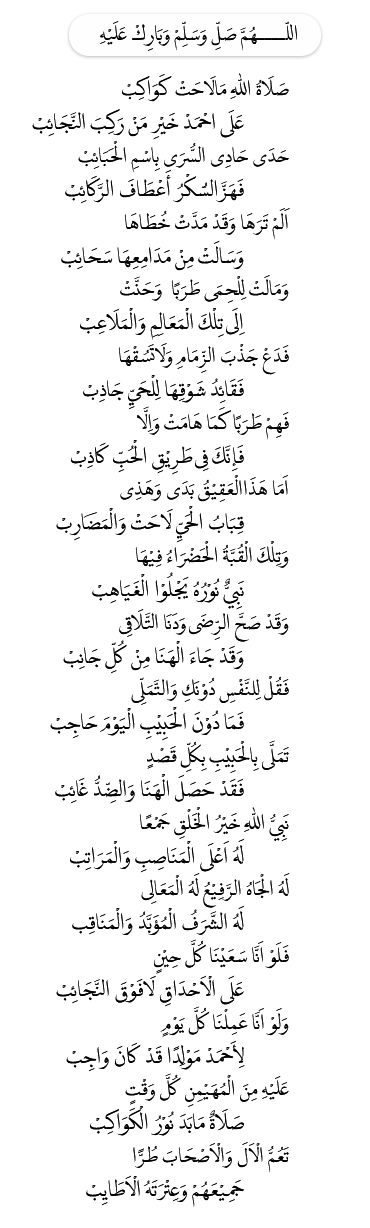 اللّـــــهُمَّ صَلِّ وَسَلِّمْ وَبَارِكْ عَلَيْهِ
صَلَاةُ اللهِ مَالَاحَتْ كَوَاكِبْ
عَلَى احْمَدْ خَيْرِ مَنْ رَكِبَ النَّجَائِبْ
حَدَى حَادِى السُّرَى بِاسْمِ الْحَبَائِبْ
فَهَزَّ السُّكْرُ أَعْطَافَ الرَّكَائِبْ
اَلَمْ تَرَهَا وَقَدْ مَدَّتْ خُطَاهَا
وَسَالَتْ مِنْ مَدَامِعِهَا سَحَائِبْ
وَمَالَتْ لِلْحِمَى طَرَبًا وَحَنَّتْ
إِلَى تِلْكَ الْمَعَالِمِ وَالْمَلَاعِبْ
فَدَعْ جَذْبَ الزِّمَامِ وَلَاتَسُقْهَا
فَقَائِدُ شَوْقِهَا لِلْحَيِّ جَاذِبْ
فَهِمْ طَرَبًا كَمَا هَامَتْ وَاِلَّا
فَاِنَّكَ فِى طَرِيْقِ الْحُبِّ كَاذِبْ
اَمَا هَذَا الْعَقِيْقُ بَدَى وَهَذِى
قِبَابُ الْحَيِّ لَاحَتْ وَالْمَضَارِبْ
وَتِلْكَ الْقُبَّةُ الْخَضْرَاءُ فِيْهَا
نَبِيٌّ نُوْرُهُ يَجْلُوْا الْغَيَاهِبْ
وَقَدْ صَحَّ الرِّضَى وَدَنَا التَّلَاقِى
وَقَدْ جَاءَ الْهَنَا مِنْ كُلِّ جَانِبْ
فَقُلْ لِلنَّفْسِ دُوْنَكِ وَالتَّمَلِّى
فَمَا دُوْنَ الْحَبِيْبِ الْيَوْمَ حَاجِبْ
تَمَلَّى بِالْحَبِيْبِ بِكُلِّ قَصْدٍ
فَقَدْ حَصَلَ الْهَنَا وَالضِّدُّ غَائِبْ
نَبِيُّ اللهِ خَيْرُ الْخَلْقِ جَمْعًا
لَهُ اَعْلَى الْمَنَاصِبِ وَالْمَرَاتِبْ
لَهُ الْجَاهُ الرَّفِيْعُ لَهُ الْمَعَالِى
لَهُ الشَّرَفُ الْمُؤَبَّدُ وَالْمَنَاقِبْ
فَلَوْ اَنَّا سَعَيْنَا كُلَّ حِيْنٍ
عَلَى الْاَحْدَاقِ لَافَوْقَ النَّجَائِبْ
وَلَوْ اَنَّا عَمِلْنَا كُلَّ يَوْمٍ
لِاَحْمَدَ مَوْلِدًا قَدْ كَانَ وَاجِبْ
عَلَيْهِ مِنَ الْمُهَيْمِنِ كُلَّ وَقْتٍ
صَلَاةٌ مَابَدَ نُوْرُ الْكَوَاكِبْ
تَعُمُّ الْاٰلَ وَالْاَصْحَابَ طُرًّا
جَمِيْعَهُمْ وَعِتْرَتَهُ الْاَطَايِبْ